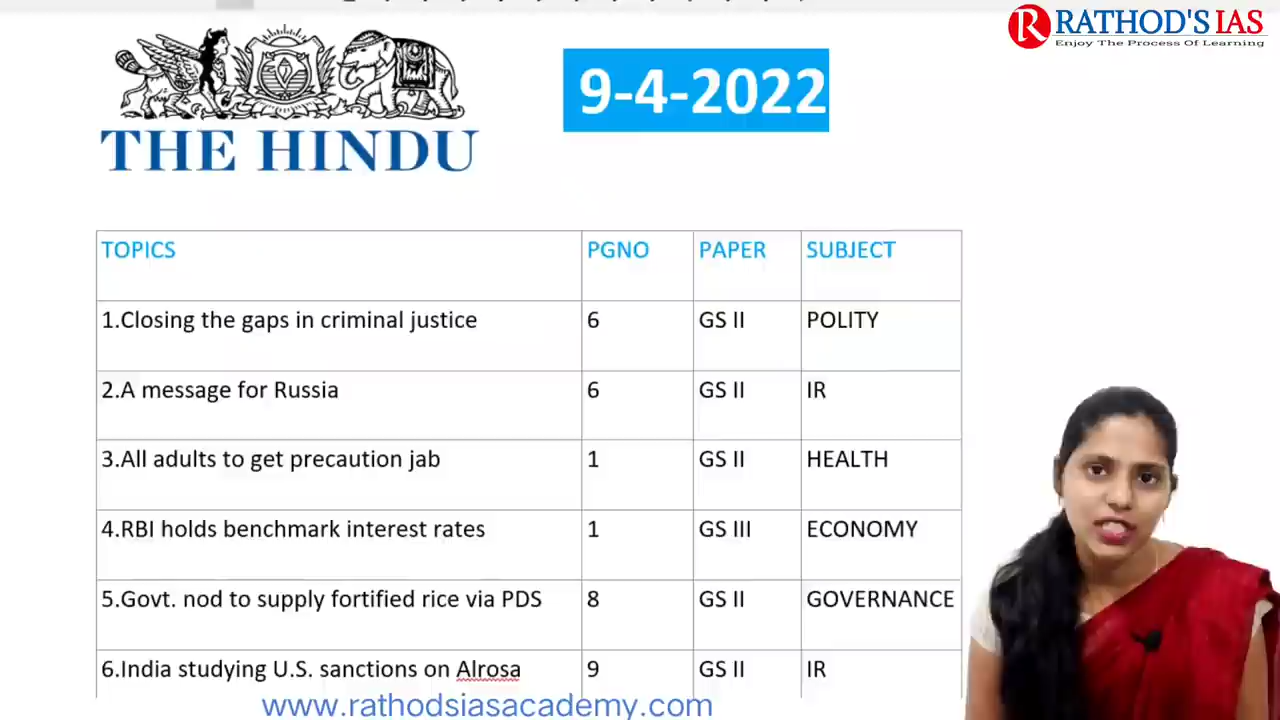 RATHOD'S IAS
Enjoy The Process Of Learning
THE HINDU
9-4-2022
TOPICS PGNO PAPER SUBJECT
1.Closing the gaps in criminal justice 6 GS II POLITY
2.A message for Russia 6 GS II IR
3.All adults to get precaution jab 1 GS II HEALTH
4.RBI holds benchmark interest rates 1 GS III ECONOMY
5.Govt. nod to supply fortified rice via PDS 8 GS II GOVERNANCE
6.India studying U.S. sanctions on Alrosa 9 GS II IR
www.rathodsiasacademy.com